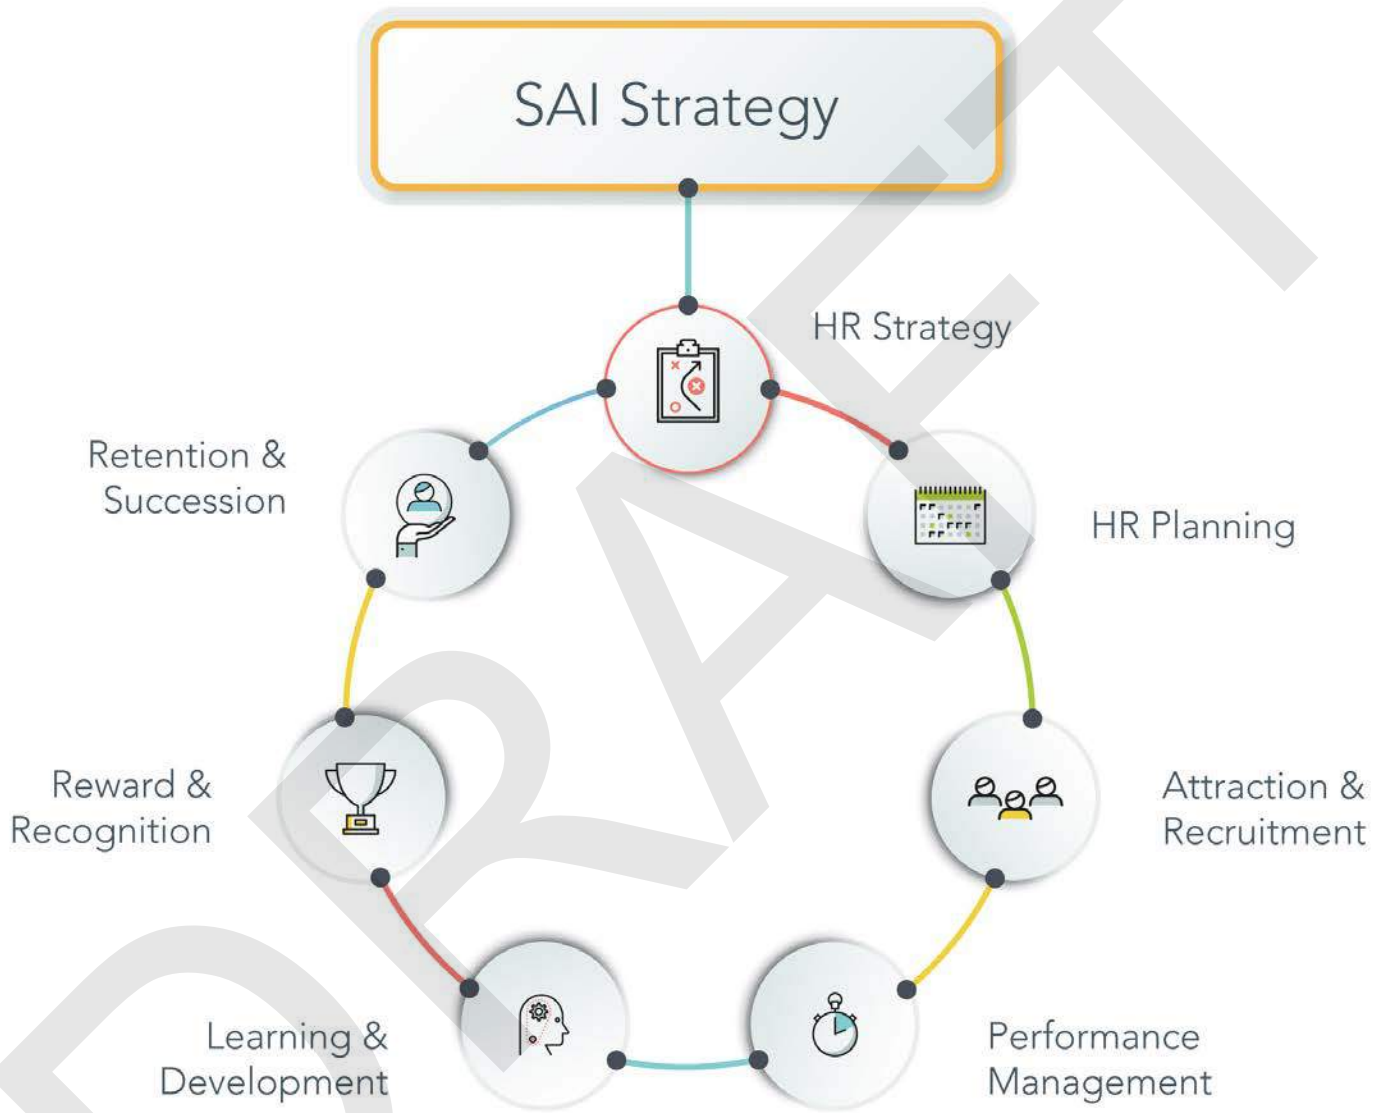 SAI Strategy
HR Strategy
HR Planning
Attraction &
Recruitment
Performance
Management
Learning &
Development
Reward &
Recognition
Retention &
Succession
DRAFT